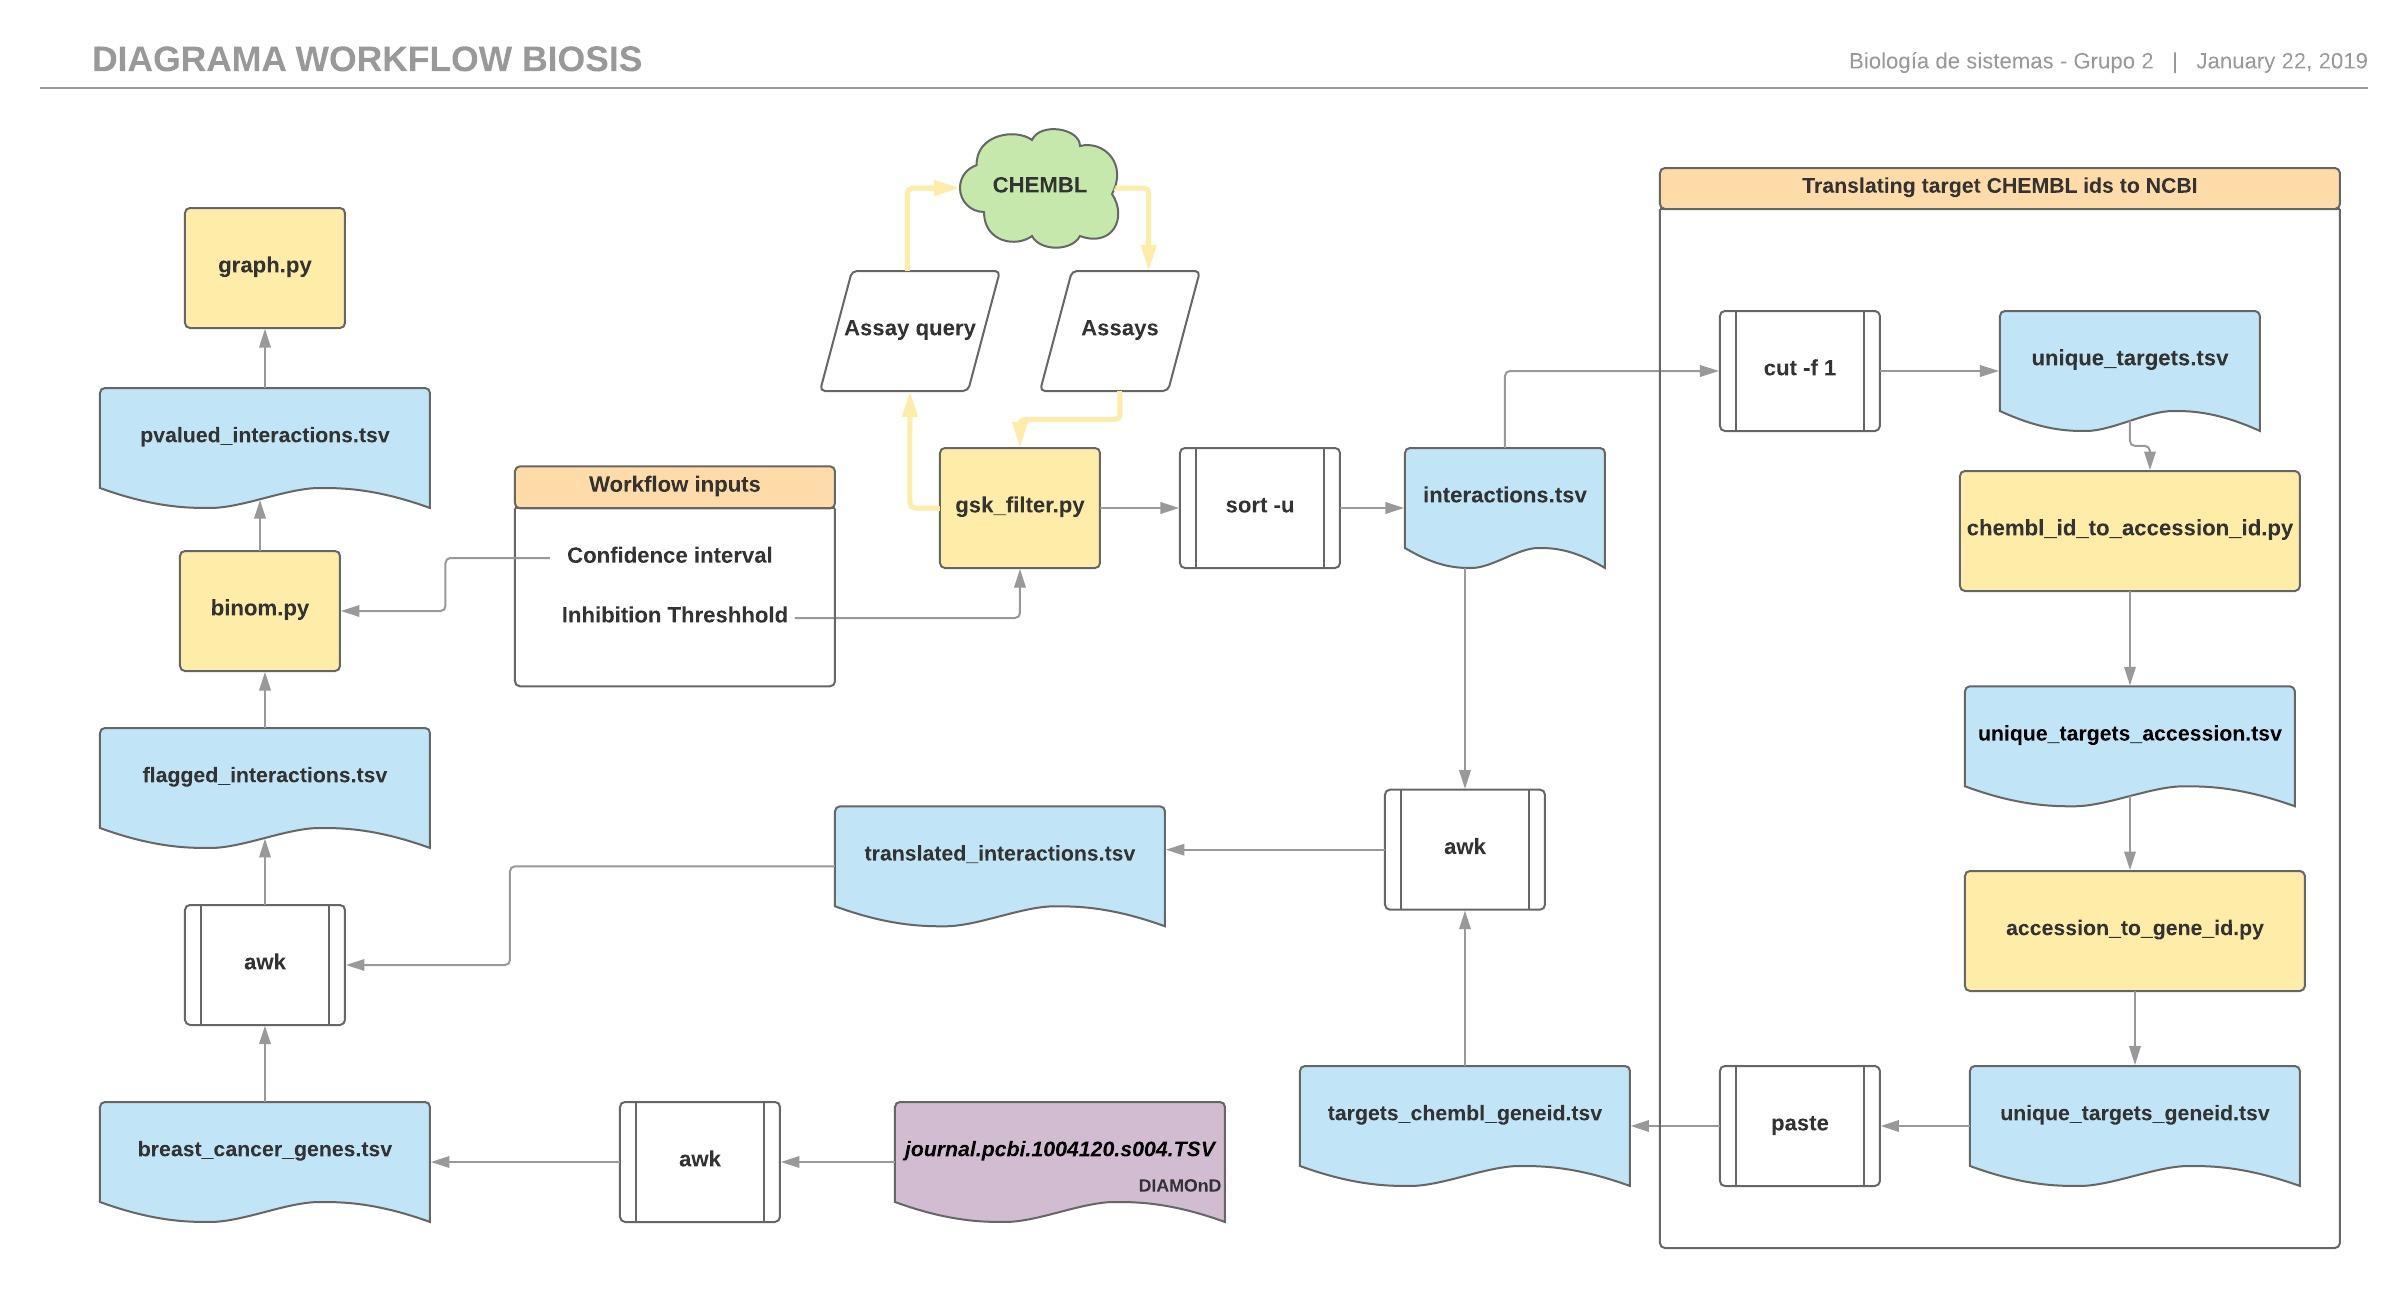 DIAGRAMA WORKFLOW BIOSIS
Biología de sistemas - Grupo 2 | January 22, 2019
CHEMBL
Translating target CHEMBL ids to NCBI
graph.py
Assay query
Assays
cut -f 1
unique_targets.tsv
pvalued_interactions.tsv
Workflow inputs
gsk_filter.py
sort -u
interactions.tsv
chembl_id_to_accession_id.py
Confidence interval
binom.py
Inhibition Threshhold
unique_targets_accession.tsv
flagged_interactions.tsv
translated_interactions.tsv
awk
accession_to_gene_id.py
awk
targets_chembl_geneid.tsv
paste
unique_targets_geneid.tsv
breast_cancer_genes.tsv
awk
journal.pcbi.1004120.s004.TSV
DIAMOnD